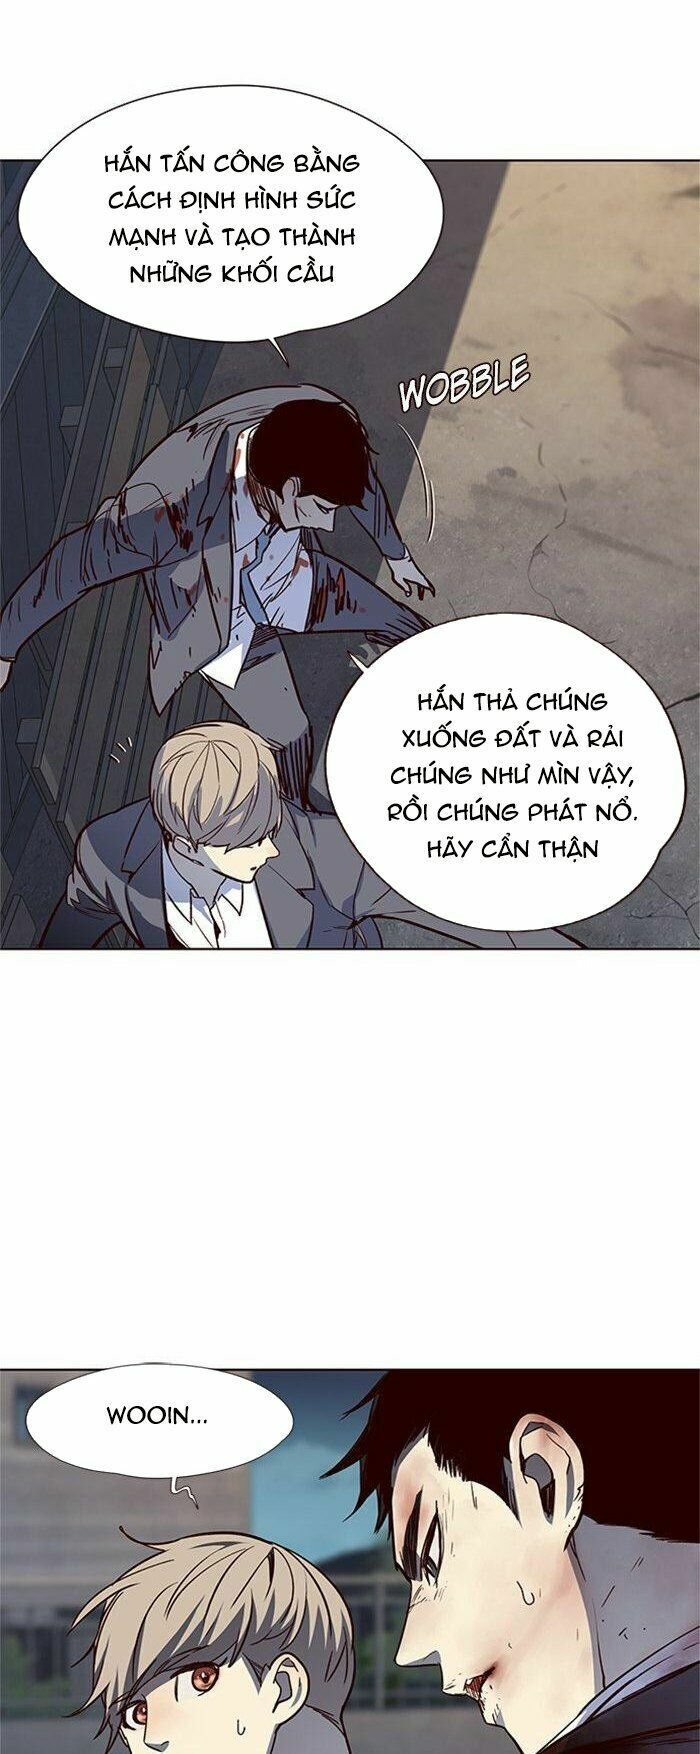 HẮN TẤN CÔNG BẰNG
CÁCH ĐỊNH HÌNH SỨC
MẠNH VÀ TẠO THÀNH
NHỮNG KHỐI CẦU
WOBBLE
HẮN THẢ CHÚNG
XUỐNG ĐẤT VÀ RẢI
CHÚNG NHƯ MÌN VẬY,
RỒI CHÚNG PHÁT NỔ.
HÃY CẨN THẬN
WOOIN...